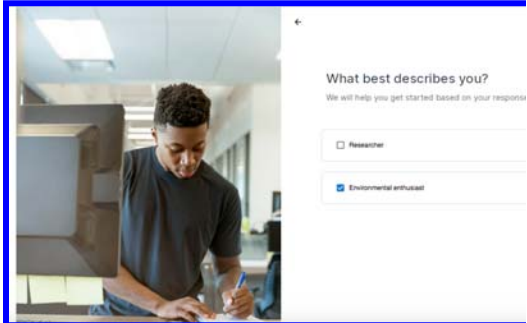 What best describes you?
We will help you get started based on your response
Researcher
Environmental enthusiast